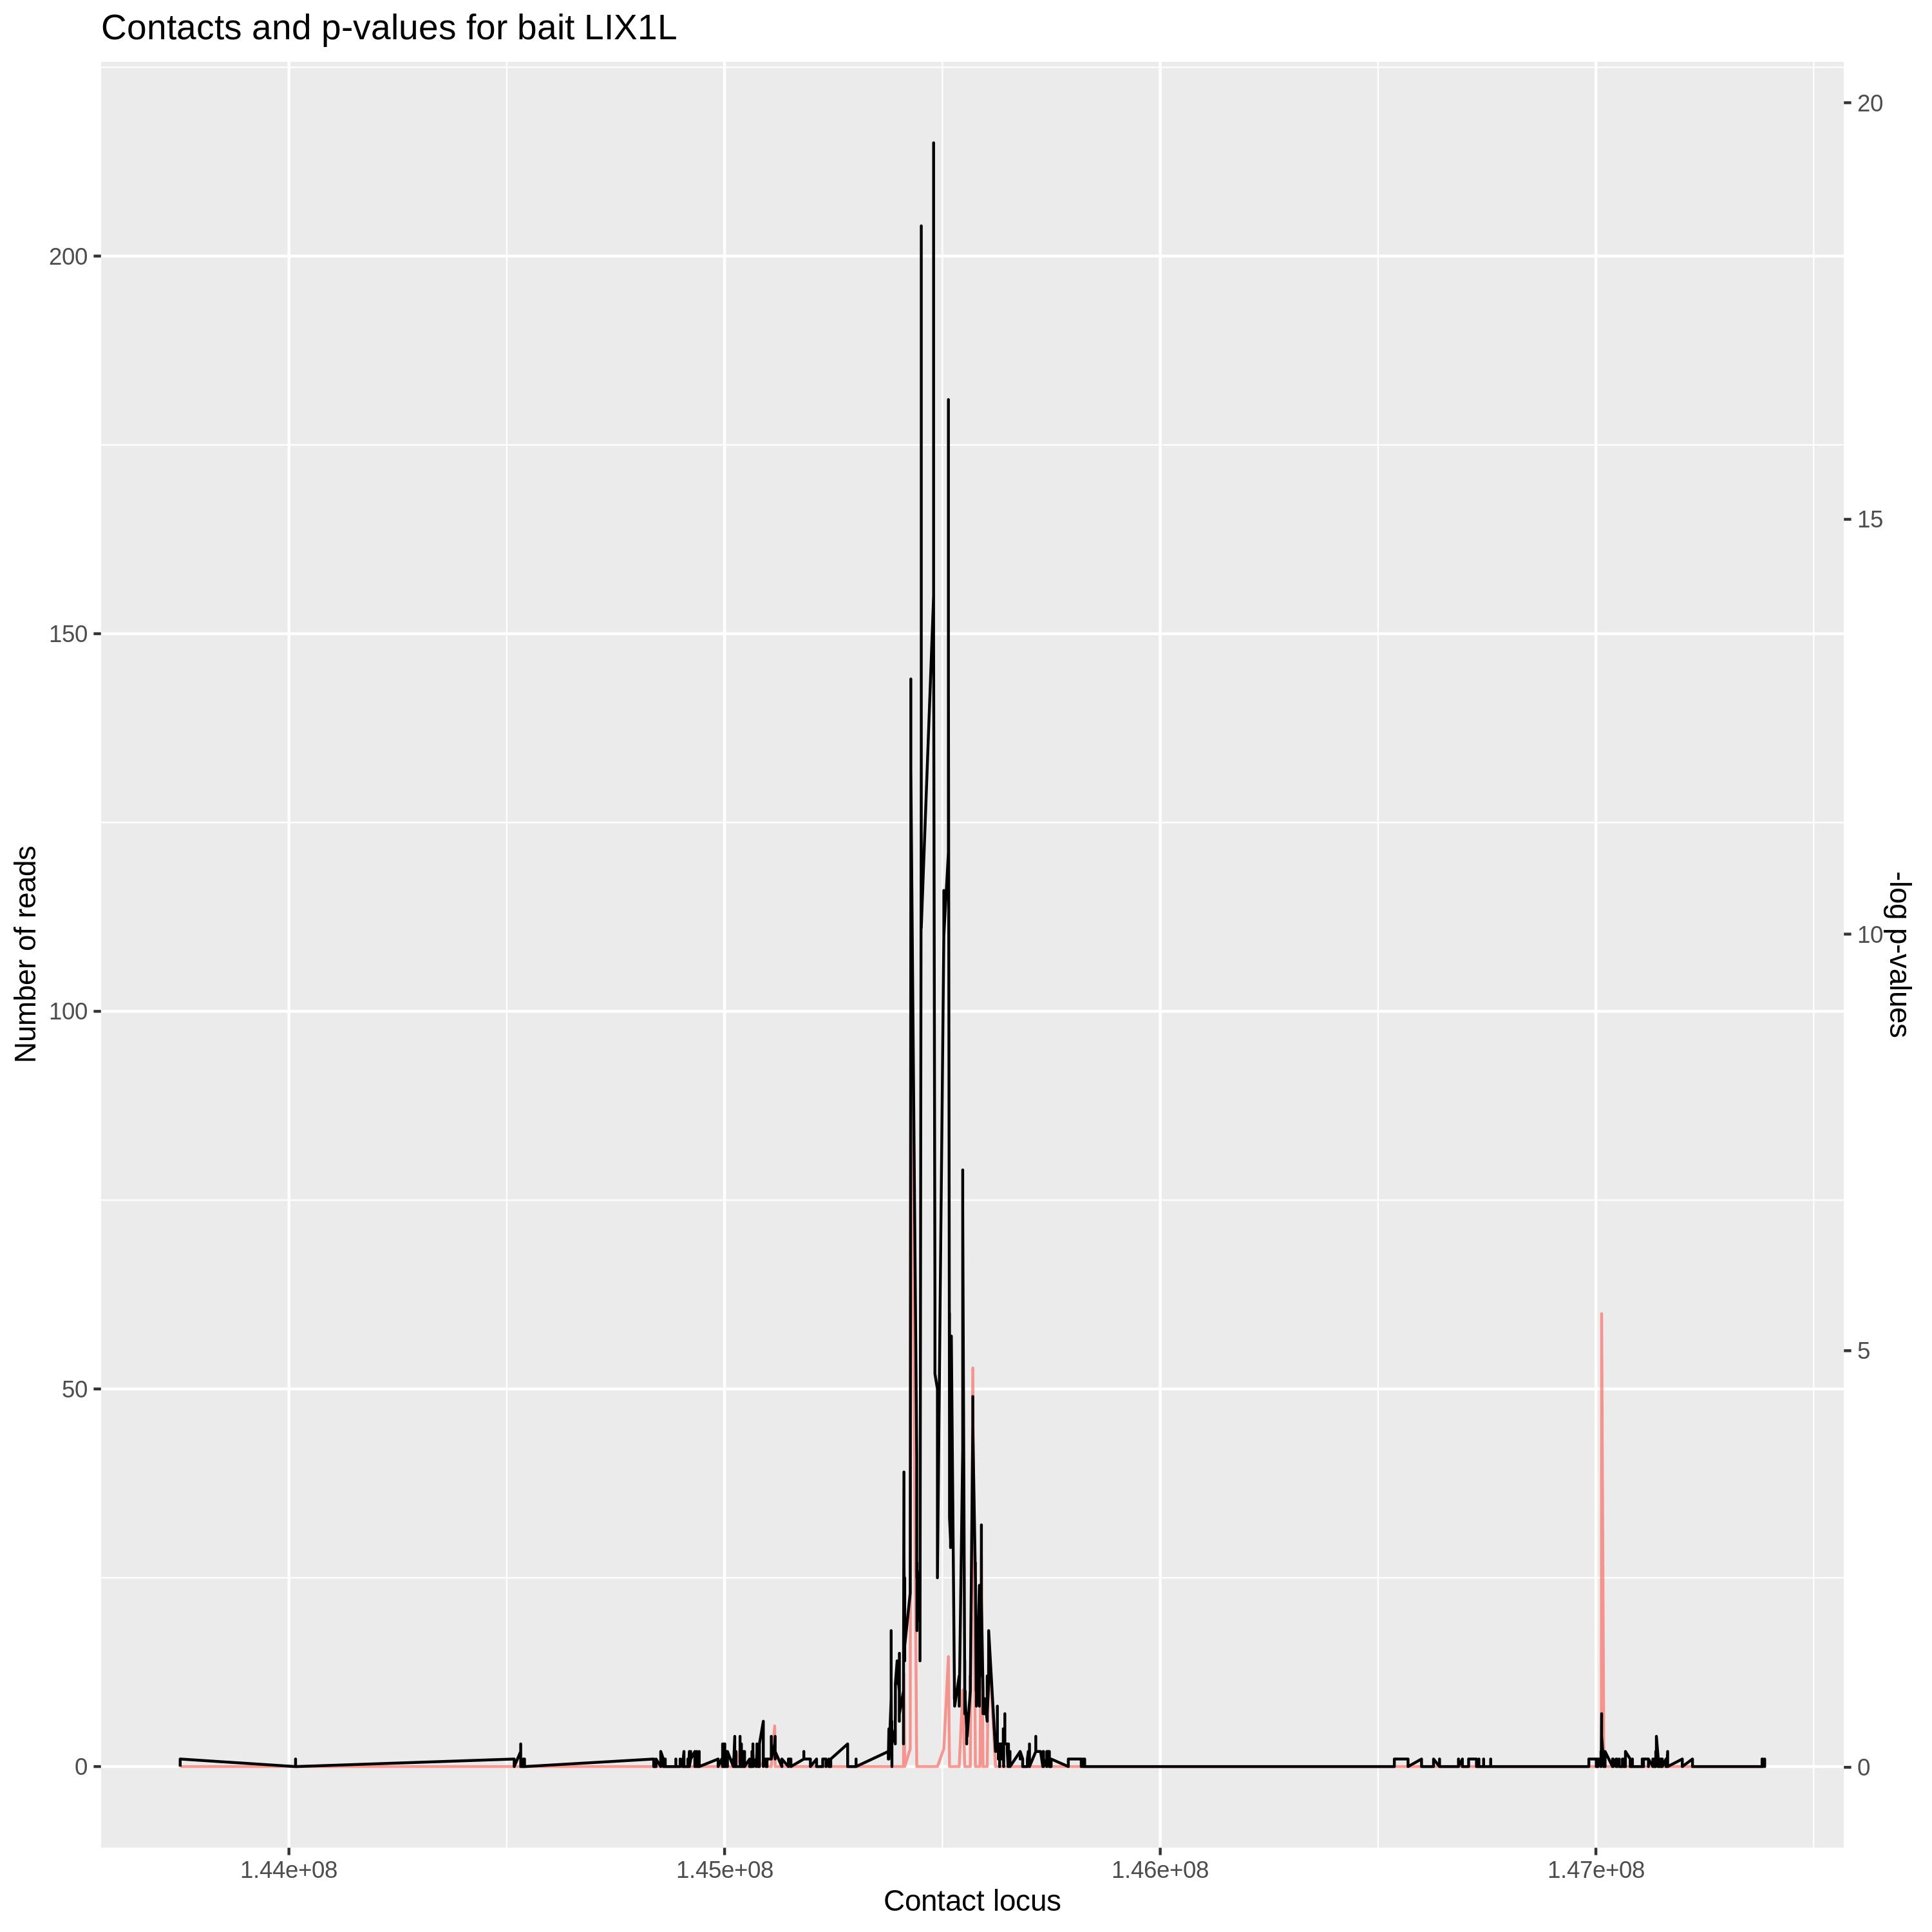 Contacts and p-values for bait LIX1L
Number of reads
200
150
100
50
0
20
15
10
5
0
-log p-values
1.44e+08
1.45e+08
1.46e+08
1.47e+08
Contact locus